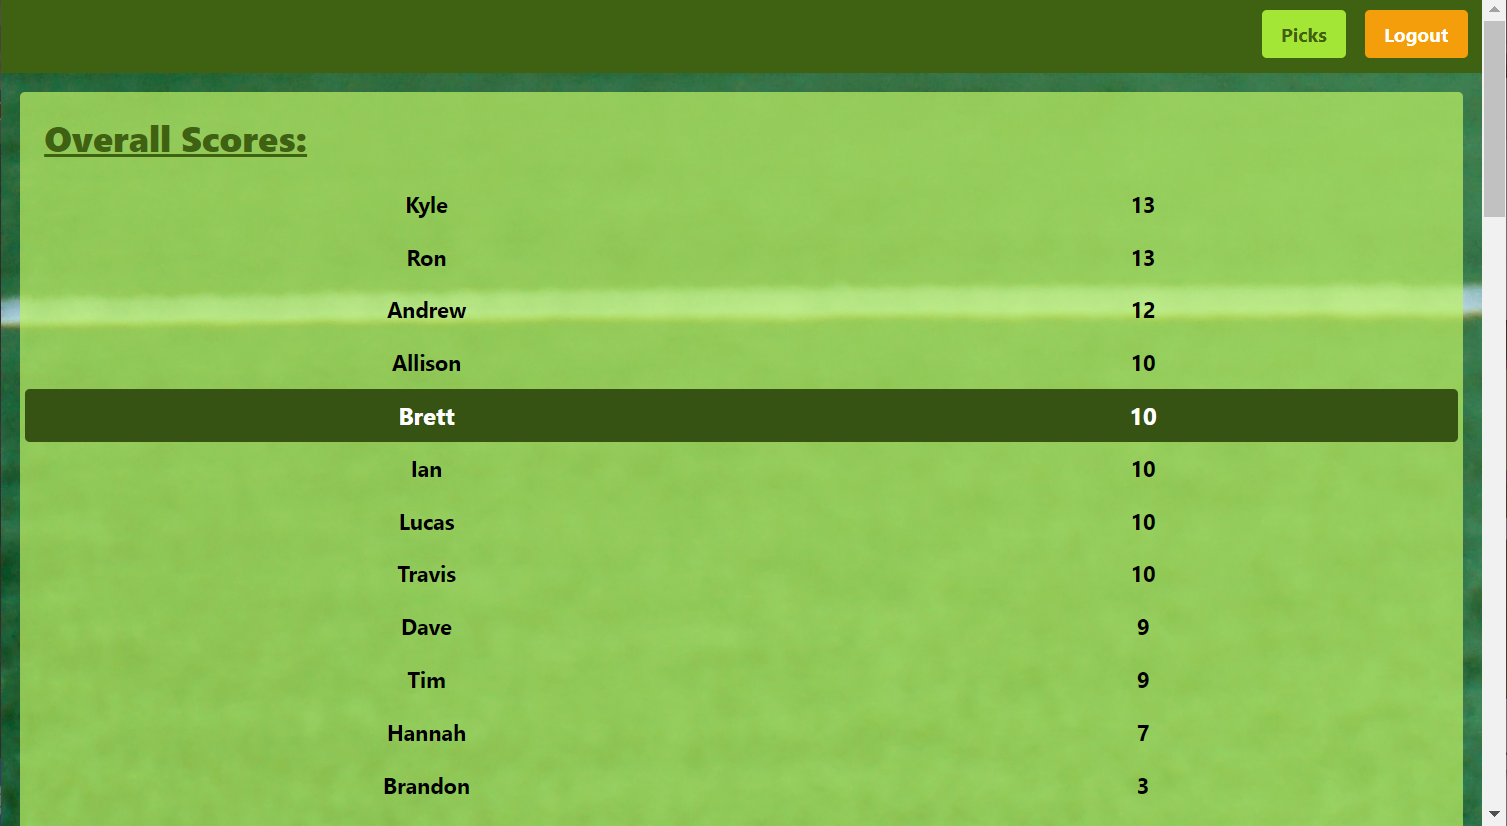 Picks Logout
Overall Scores:
Kyle 13
Ron 13
Andrew 12
Allison 10
Brett 10
Ian 10
Lucas 10
Travis 10
Dave 9
Tim 9
Hannah 7
Brandon 3